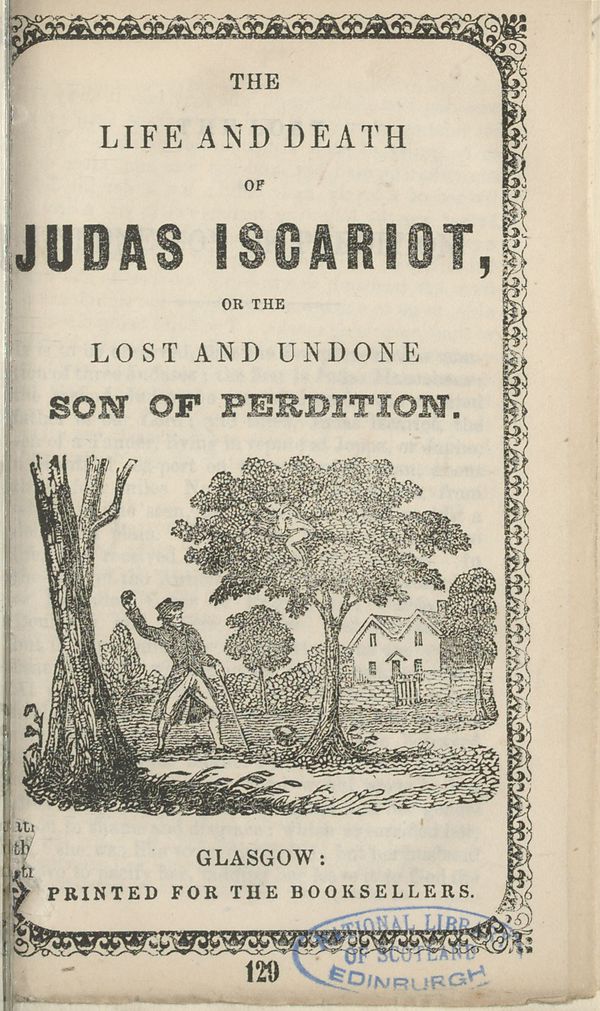 THE
LIFE AND DEATH
OF
JUDAS ISCARIOT,
OR THE
LOST AND UNDONE
SON OF PERDITION.
GLASGOW:
PRINTED FOR THE BOOKSELLERS.
129
NATIONAL LIBRARY
OF SCOTLAND
EDINBURGH